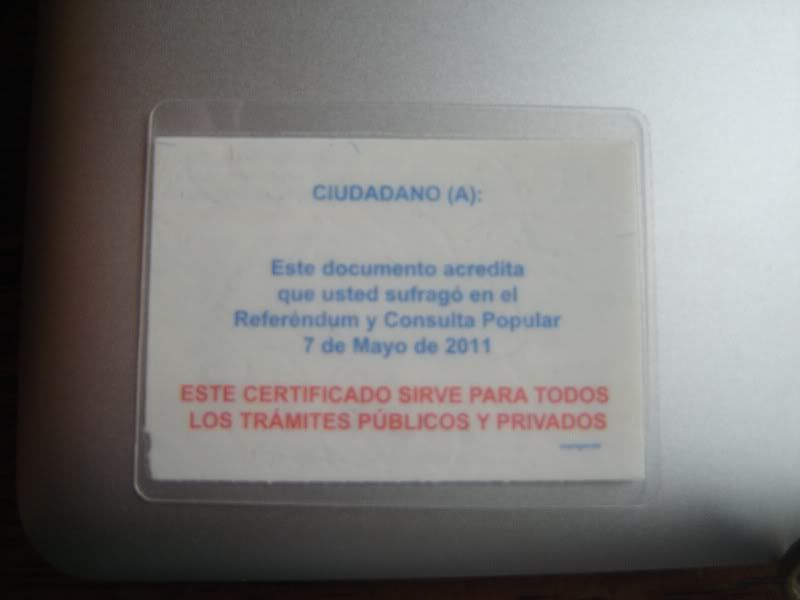 CIUDADANO (A):
Este documento acredita
que usted sufragó en el
Referéndum y Consulta Popular
7 de Mayo de 2011
ESTE CERTIFICADO SIRVE PARA TODOS
LOS TRÁMITES PÚBLICOS Y PRIVADOS